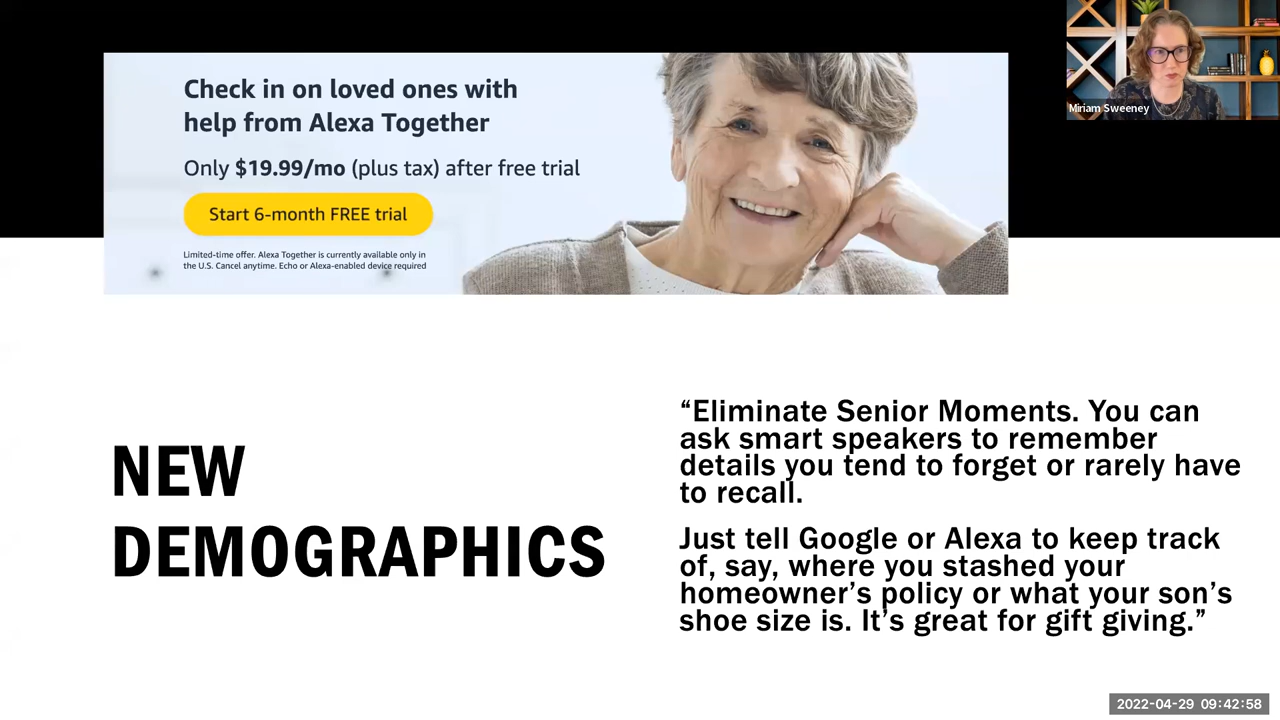 Check in on loved ones with
help from Alexa Together
Only $19.99/mo (plus tax) after free trial
Start 6-month FREE trial
Limited-time offer. Alexa Together is currently available only in
the U.S. Cancel anytime. Echo or Alexa-enabled device required
Miriam Sweeney
NEW
DEMOGRAPHICS
“Eliminate Senior Moments. You can
ask smart speakers to remember
details you tend to forget or rarely have
to recall.
Just tell Google or Alexa to keep track
of, say, where you stashed your
homeowner’s policy or what your son’s
shoe size is. It’s great for gift giving.”
2022-04-29 09:42:58